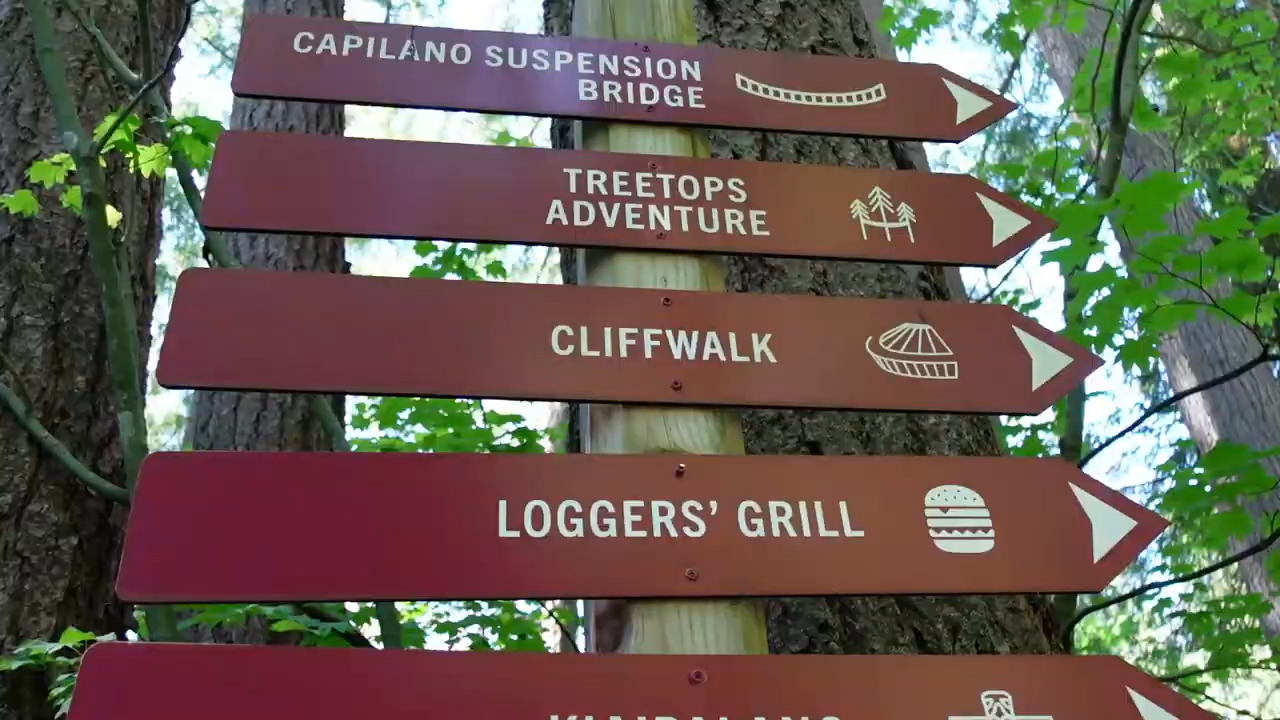 CAPILANO SUSPENSION
BRIDGE
TREETOPS
ADVENTURE
CLIFFWALK
LOGGERS' GRILL